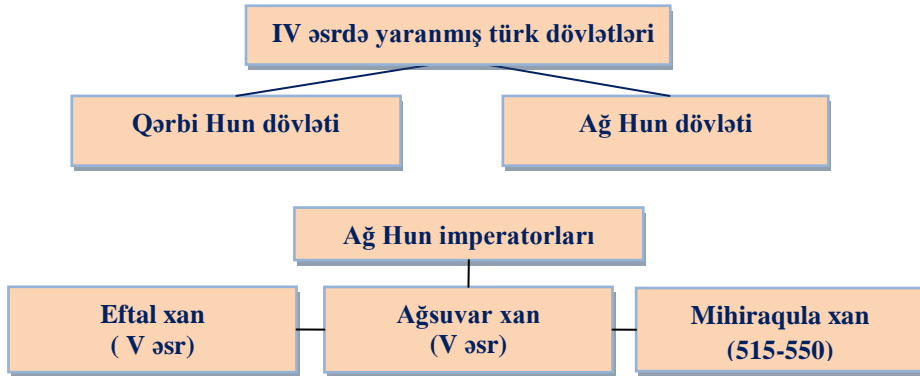 IV əsrdə yaranmış türk dövlətləri
Qərbi Hun dövləti
Ağ Hun dövləti
Ağ Hun imperatorları
Eftal xan
( V əsr)
Ağsuvar xan
(V əsr)
Mihiraqula xan
(515-550)